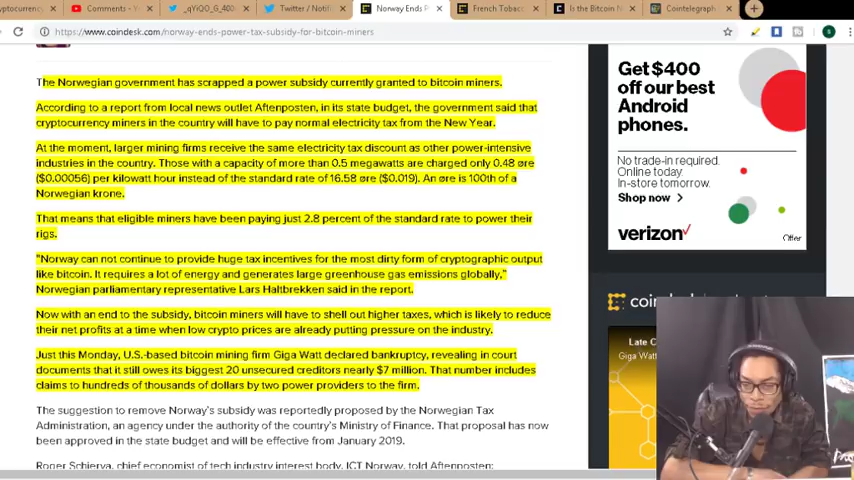 ryptocurrency
Comments - Y
_qYiQO_G_400
Twitter / Notifi
Norway Ends P
French Tobacc
Is the Bitcoin N
Cointelegraph
https://www.coindesk.com/norway-ends-power-tax-subsidy-for-bitcoin-miners
The Norwegian government has scrapped a power subsidy currently granted to bitcoin miners.
According to a report from local news outlet Aftenposten, in its state budget, the government said that
cryptocurrency miners in the country will have to pay normal electricity tax from the New Year.
At the moment, larger mining firms receive the same electricity tax discount as other power-intensive
industries in the country. Those with a capacity of more than 0.5 megawatts are charged only 0.48 øre
($0.00056) per kilowatt hour instead of the standard rate of 16.58 øre ($0.019). An øre is 100th of a
Norwegian krone.
That means that eligible miners have been paying just 2.8 percent of the standard rate to power their
rigs.
"Norway can not continue to provide huge tax incentives for the most dirty form of cryptographic output
like bitcoin. It requires a lot of energy and generates large greenhouse gas emissions globally,"
Norwegian parliamentary representative Lars Haltbrekken said in the report.
Now with an end to the subsidy, bitcoin miners will have to shell out higher taxes, which is likely to reduce
their net profits at a time when low crypto prices are already putting pressure on the industry.
Just this Monday, U.S.-based bitcoin mining firm Giga Watt declared bankruptcy, revealing in court
documents that it still owes its biggest 20 unsecured creditors nearly $7 million. That number includes
claims to hundreds of thousands of dollars by two power providers to the firm.
The suggestion to remove Norway's subsidy was reportedly proposed by the Norwegian Tax
Administration, an agency under the authority of the country's Ministry of Finance. That proposal has now
been approved in the state budget and will be effective from January 2019.
Roger Schjerva, chief economist of tech industry interest body, ICT Norway, told Aftenposten:
Get $400
off our best
Android
phones.
No trade-in required.
Online today.
In-store tomorrow.
Shop now
verizon
Offer
coind
Late C
Giga Watt